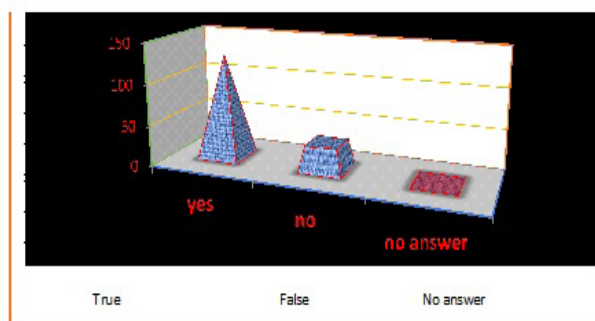 150
100
50
0
yes
no
no answer
True False No answer